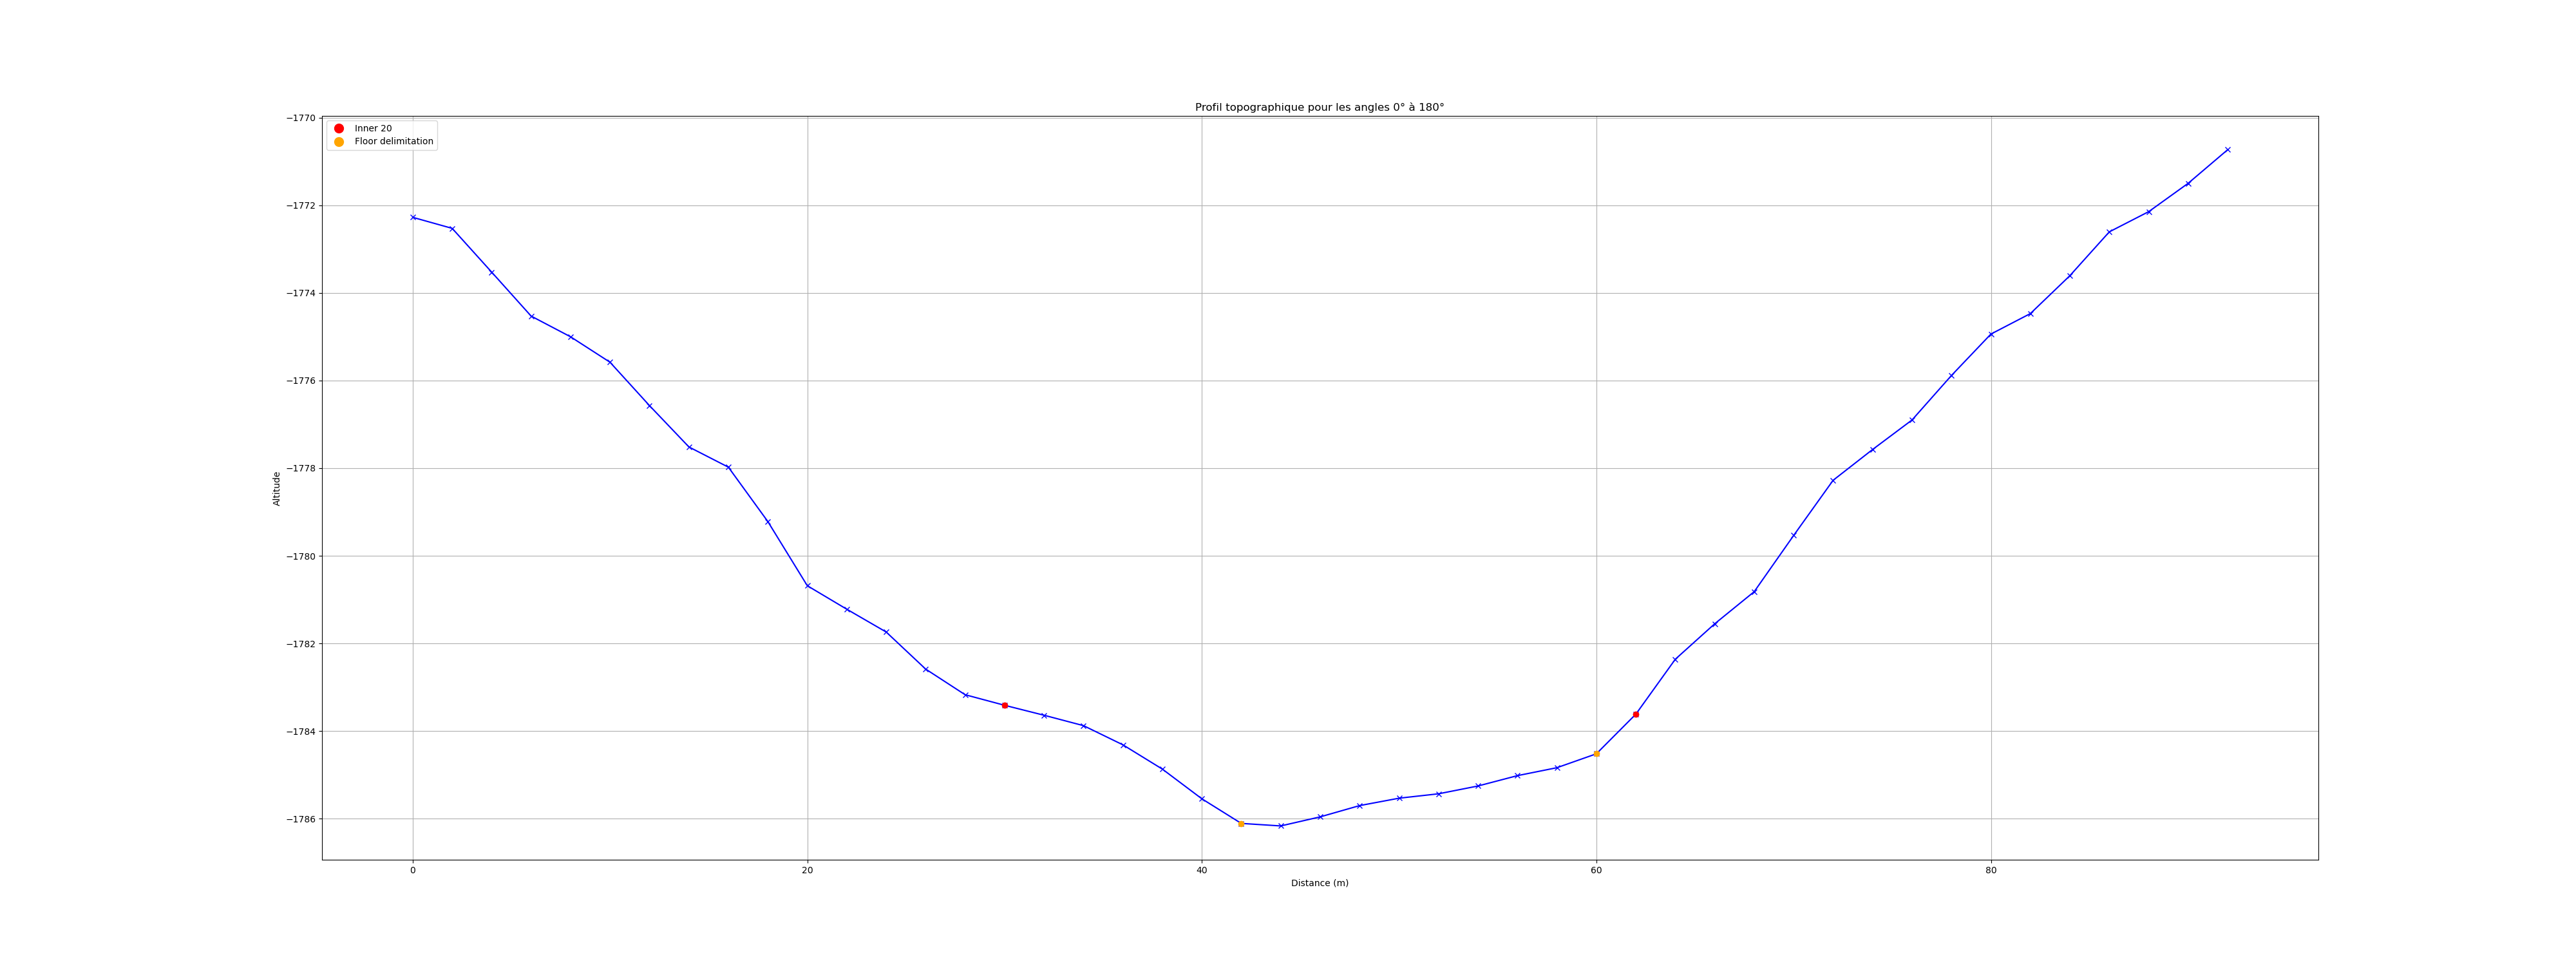 Profil topographique pour les angles 0° à 180°
Inner 20
Floor delimitation
−1770
−1772
−1774
−1776
−1778
−1780
−1782
−1784
−1786
Altitude
0 20 40 60 80
Distance (m)